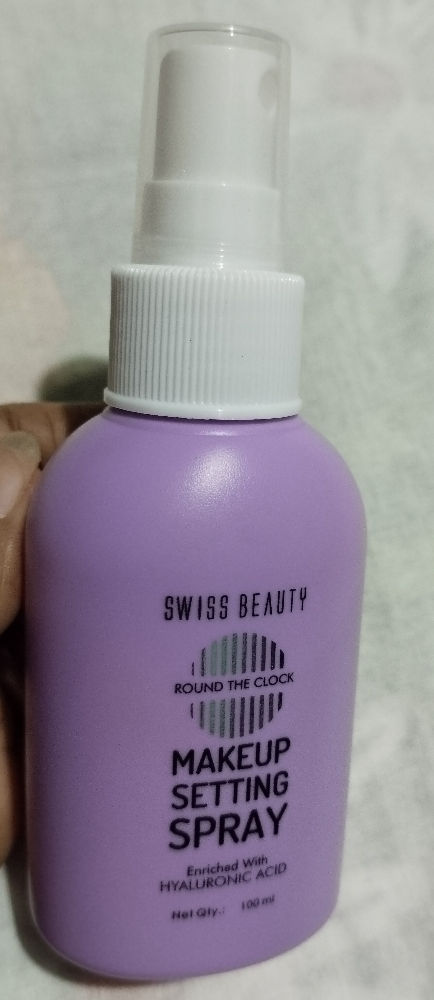 SWISS BEAUTY
ROUND THE CLOCK
MAKEUP
SETTING
SPRAY
Enriched With
HYALURONIC ACID
Net Qty.: 100 ml